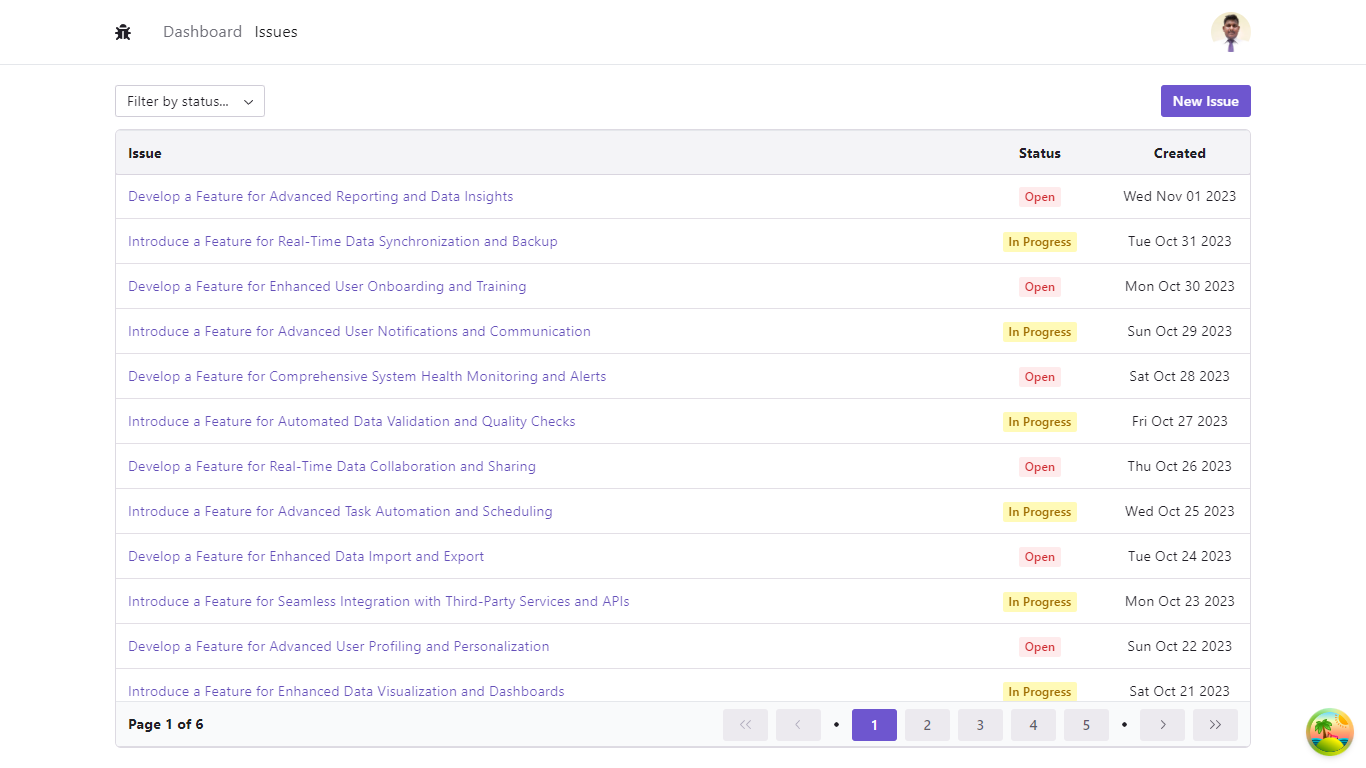 Dashboard Issues
Filter by status... New Issue
Issue Status Created
Develop a Feature for Advanced Reporting and Data Insights Open Wed Nov 01 2023
Introduce a Feature for Real-Time Data Synchronization and Backup In Progress Tue Oct 31 2023
Develop a Feature for Enhanced User Onboarding and Training Open Mon Oct 30 2023
Introduce a Feature for Advanced User Notifications and Communication In Progress Sun Oct 29 2023
Develop a Feature for Comprehensive System Health Monitoring and Alerts Open Sat Oct 28 2023
Introduce a Feature for Automated Data Validation and Quality Checks In Progress Fri Oct 27 2023
Develop a Feature for Real-Time Data Collaboration and Sharing Open Thu Oct 26 2023
Introduce a Feature for Advanced Task Automation and Scheduling In Progress Wed Oct 25 2023
Develop a Feature for Enhanced Data Import and Export Open Tue Oct 24 2023
Introduce a Feature for Seamless Integration with Third-Party Services and APIs In Progress Mon Oct 23 2023
Develop a Feature for Advanced User Profiling and Personalization Open Sun Oct 22 2023
Introduce a Feature for Enhanced Data Visualization and Dashboards In Progress Sat Oct 21 2023
Page 1 of 6 << < • 1 2 3 4 5 • > >>